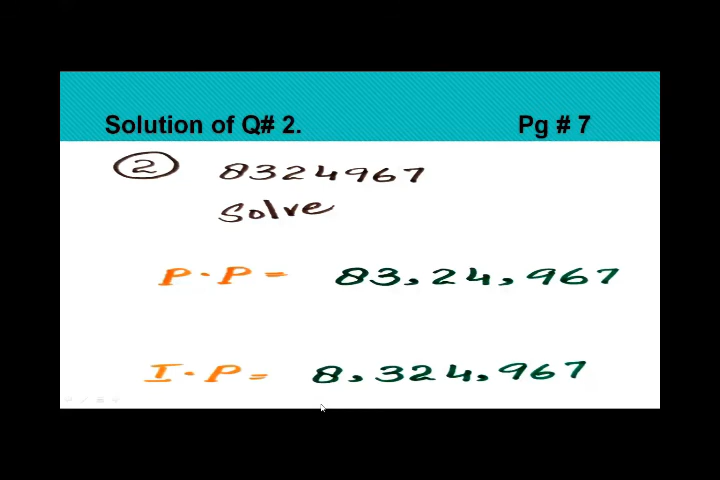 Solution of Q# 2. Pg # 7
2 8324967
Solve
P.P= 83,24,967
I.P= 8,324,967